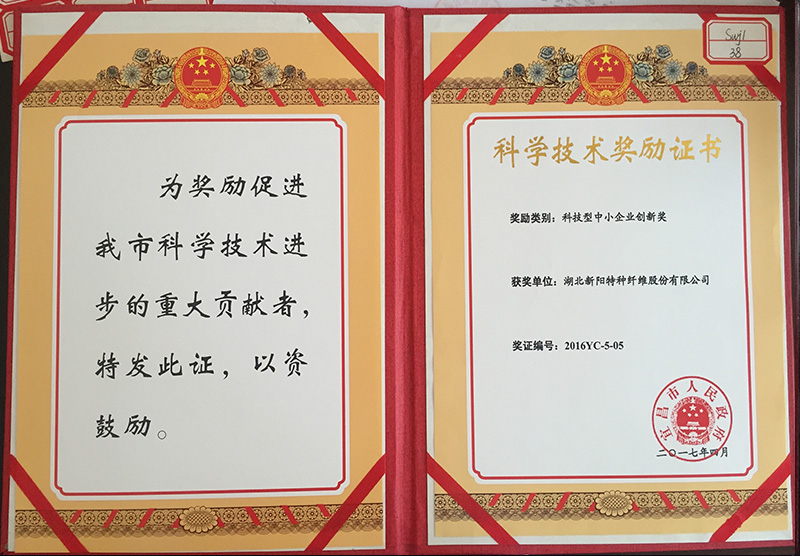 为奖励促进
我市科学技术进
步的重大贡献者，
特发此证，以资
鼓励。
Swj1
38
科学技术奖励证书
奖励类别：科技型中小企业创新奖
获奖单位：湖北新阳特种纤维股份有限公司
奖证编号：2016YC-5-05
宜昌市人民政府
二〇一七年四月